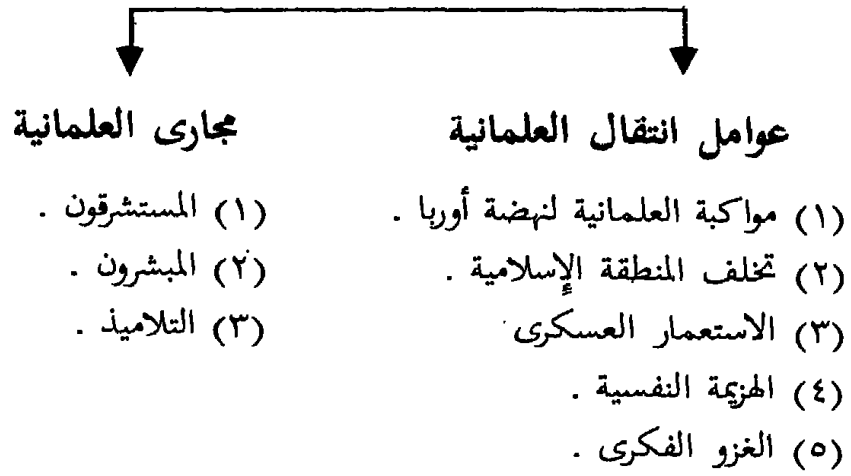 عوامل انتقال العلمانية
(١) مواكبة العلمانية لنهضة أوربا .
(٢) تخلف المنطقة الإسلامية .
(٣) الاستعمار العسكرى
(٤) الهزيمة النفسية .
(٥) الغزو الفكرى .
مجارى العلمانية
(١) المستشرقون .
(٢) المبشرون .
(٣) التلاميذ .